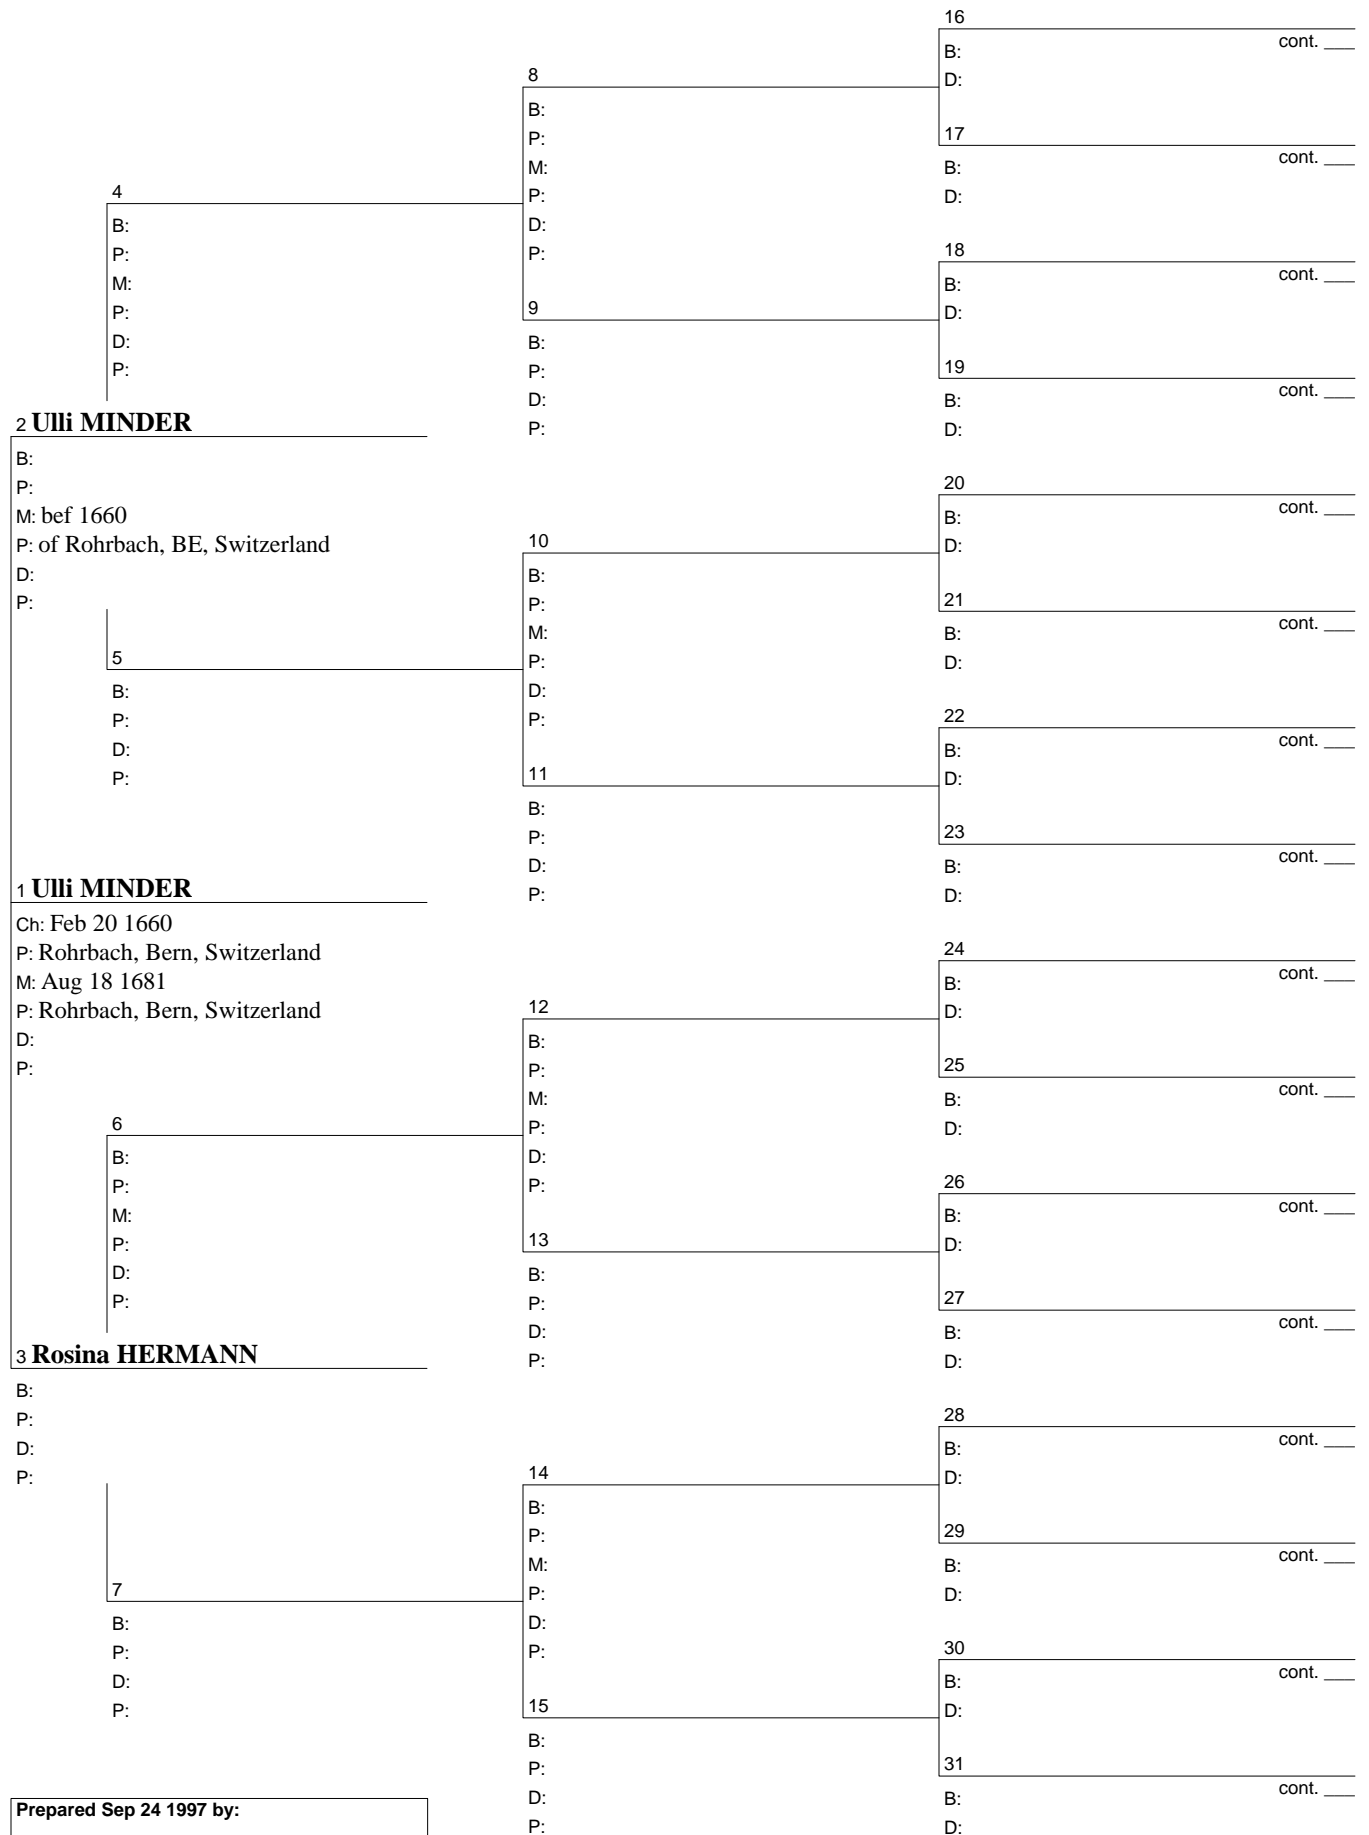 16
cont. ___
B:
D:
8
B:
P:
M:
P:
D:
P:
17
cont. ___
B:
D:
4
B:
P:
M:
P:
D:
P:
18
cont. ___
B:
D:
9
B:
P:
D:
P:
19
cont. ___
B:
D:
2 Ulli MINDER
B:
P:
M: bef 1660
P: of Rohrbach, BE, Switzerland
D:
P:
20
cont. ___
B:
D:
10
B:
P:
M:
P:
D:
P:
21
cont. ___
B:
D:
5
B:
P:
D:
P:
22
cont. ___
B:
D:
11
B:
P:
D:
P:
23
cont. ___
B:
D:
1 Ulli MINDER
Ch: Feb 20 1660
P: Rohrbach, Bern, Switzerland
M: Aug 18 1681
P: Rohrbach, Bern, Switzerland
D:
P:
24
cont. ___
B:
D:
12
B:
P:
M:
P:
D:
P:
25
cont. ___
B:
D:
6
B:
P:
M:
P:
D:
P:
26
cont. ___
B:
D:
13
B:
P:
D:
P:
27
cont. ___
B:
D:
3 Rosina HERMANN
B:
P:
D:
P:
28
cont. ___
B:
D:
14
B:
P:
M:
P:
D:
P:
29
cont. ___
B:
D:
7
B:
P:
D:
P:
30
cont. ___
B:
D:
15
B:
P:
D:
P:
31
cont. ___
B:
D:
Prepared Sep 24 1997 by: